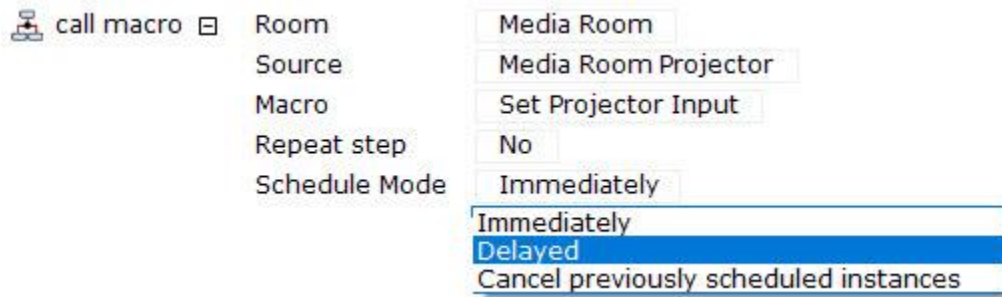 call macro Room Media Room
Source Media Room Projector
Macro Set Projector Input
Repeat step No
Schedule Mode Immediately
Immediately
Delayed
Cancel previously scheduled instances